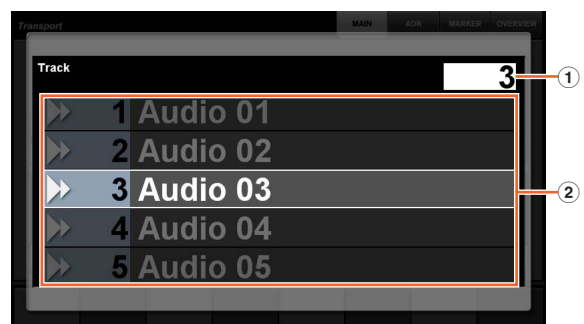 Transport MAIN ADR MARKER OVERVIEW
Track 3 ①
1 Audio 01
2 Audio 02
3 Audio 03 ②
4 Audio 04
5 Audio 05